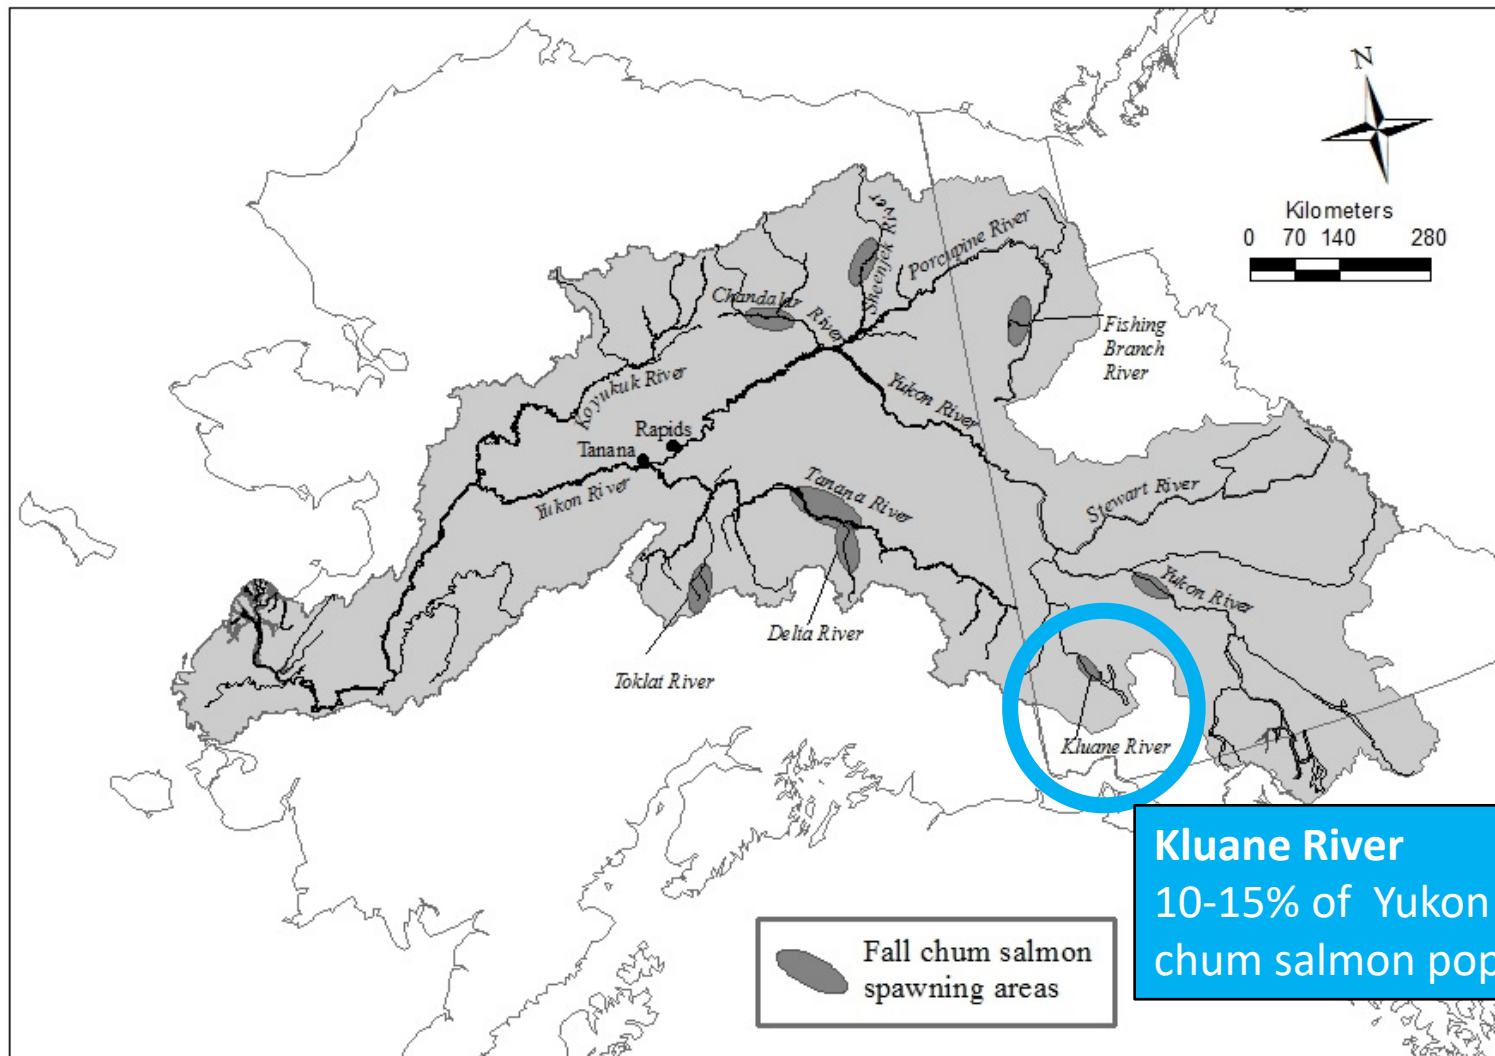 N
Kilometers
0 70 140 280
Sheenjek River
Porcupine River
Chandalar River
Fishing
Branch
River
Koyukuk River
Yukon River
Rapids
Tanana
Yukon River
Tanana River
Stewart River
Yukon River
Delta River
Toklat River
Kluane River
Kluane River
10-15% of Yukon
chum salmon pop
Fall chum salmon
spawning areas